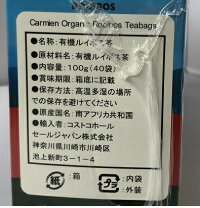 ROOIBOS
Carmien Organic Rooibos Teabags
●名称:有機ルイボス茶
●原材料名:有機ルイボス茶
●内容量:100g(40袋)
●賞味期限:箱底に記載
●保存方法:高温多湿の場所
での保存を避けてください
●原産国名:南アフリカ共和国
●輸入者:コストコホール
セールジャパン株式会社
神奈川県川崎市川崎区
池上新町3-1-4
紙
:箱
プラ
:内袋
:外装